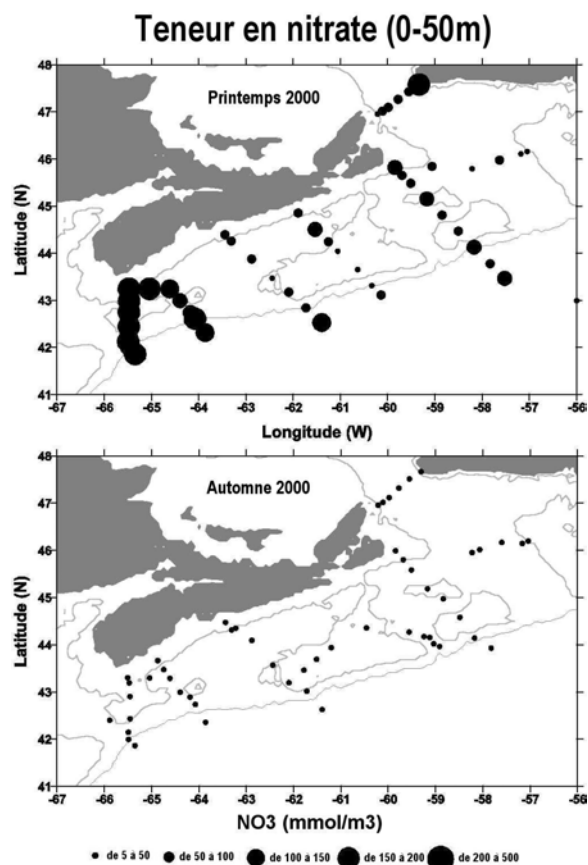 Teneur en nitrate (0-50m)
48
47
46
45
44
43
42
41
Latitude (N)
Printemps 2000
-67 -66 -65 -64 -63 -62 -61 -60 -59 -58 -57 -56
Longitude (W)
48
47
46
45
44
43
42
41
Latitude (N)
Automne 2000
-67 -66 -65 -64 -63 -62 -61 -60 -59 -58 -57 -56
NO3 (mmol/m3)
de 5 à 50 de 50 à 100 de 100 à 150 de 150 à 200 de 200 à 500